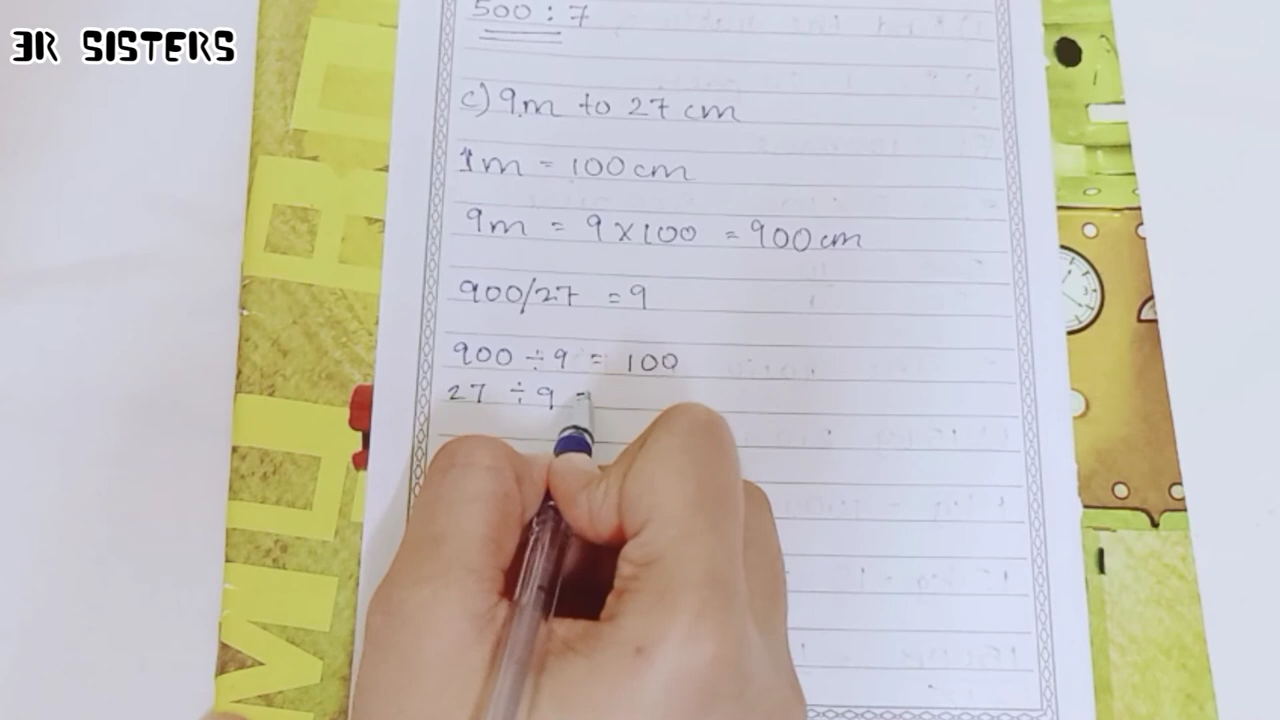 3R SISTERS
500 : 7
c) 9m to 27 cm
1m = 100 cm
9m = 9 x 100 = 900 cm
900/27 = 9
900 ÷ 9 = 100
27 ÷ 9 =